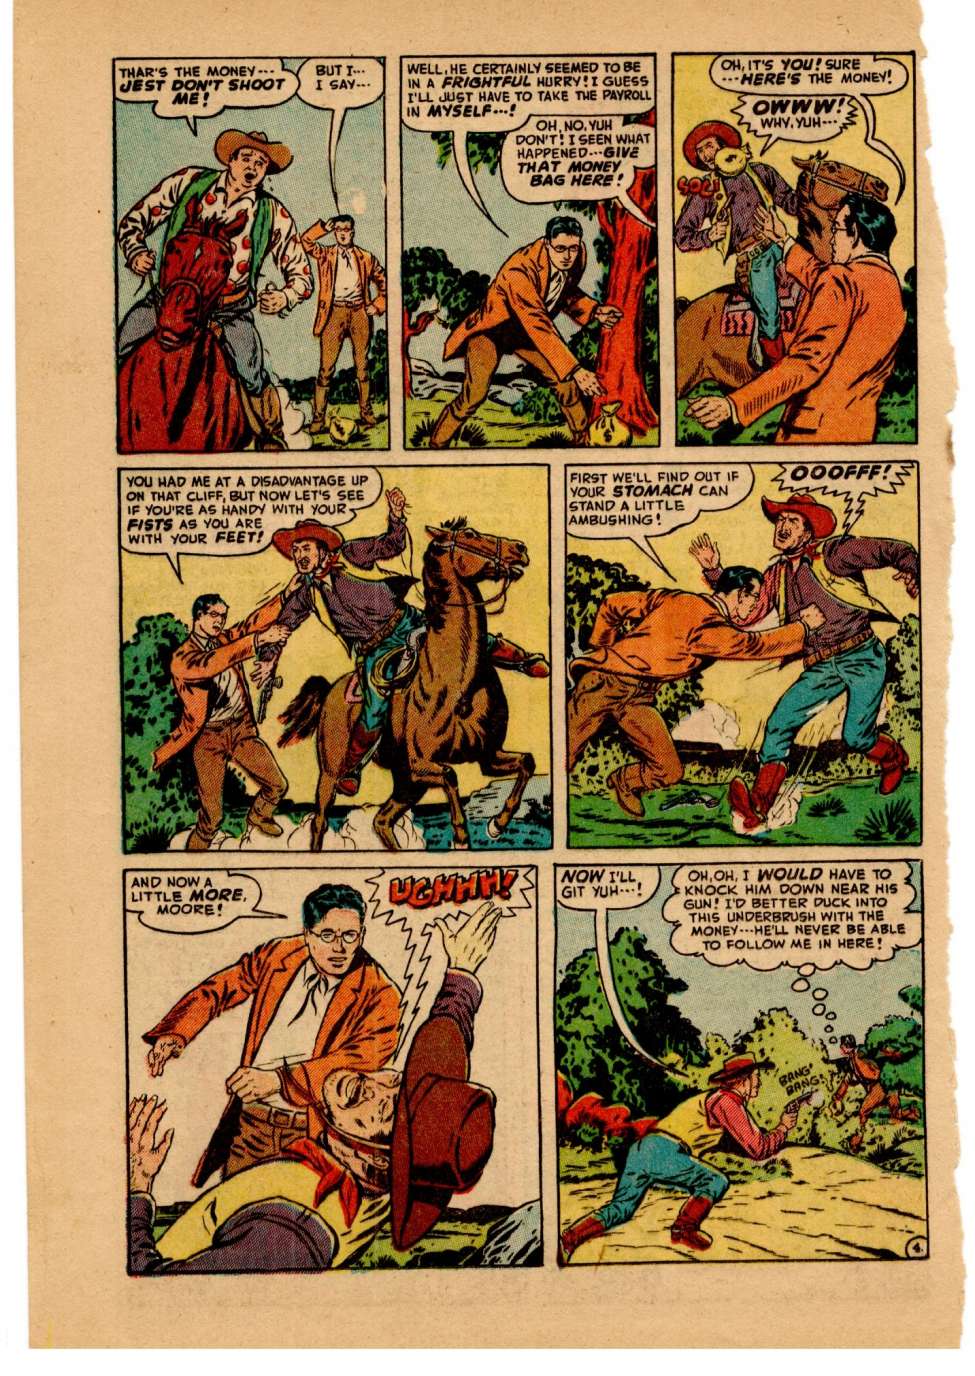 THAR'S THE MONEY---
JEST DON'T SHOOT
ME!
BUT I---
I SAY---
WELL, HE CERTAINLY SEEMED TO BE
IN A FRIGHTFUL HURRY! I GUESS
I'LL JUST HAVE TO TAKE THE PAYROLL
IN MYSELF---!
OH, NO, YUH
DON'T! I SEEN WHAT
HAPPENED---GIVE
THAT MONEY
BAG HERE!
OH, IT'S YOU! SURE
---HERE'S THE MONEY!
OWWW!
WHY, YUH---
SOCK!
$
YOU HAD ME AT A DISADVANTAGE UP
ON THAT CLIFF, BUT NOW LET'S SEE
IF YOU'RE AS HANDY WITH YOUR
FISTS AS YOU ARE
WITH YOUR FEET!
FIRST WE'LL FIND OUT IF
YOUR STOMACH CAN
STAND A LITTLE
AMBUSHING!
OOOFFF!
AND NOW A
LITTLE MORE,
MOORE!
UGHHH!
NOW I'LL
GIT YUH---!
OH, OH, I WOULD HAVE TO
KNOCK HIM DOWN NEAR HIS
GUN! I'D BETTER DUCK INTO
THIS UNDERBRUSH WITH THE
MONEY---HE'LL NEVER BE ABLE
TO FOLLOW ME IN HERE!
BANG!
BANG!
4